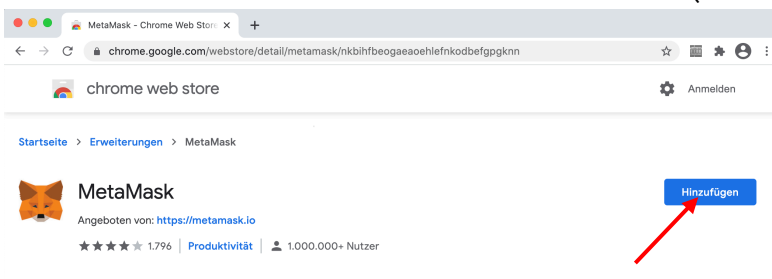 MetaMask - Chrome Web Store
chrome.google.com/webstore/detail/metamask/nkbihfbeogaeaoehlefnkodbefgpgknn
chrome web store
Anmelden
Startseite > Erweiterungen > MetaMask
MetaMask
Hinzufügen
Angeboten von: https://metamask.io
1.796 | Produktivität | 1.000.000+ Nutzer